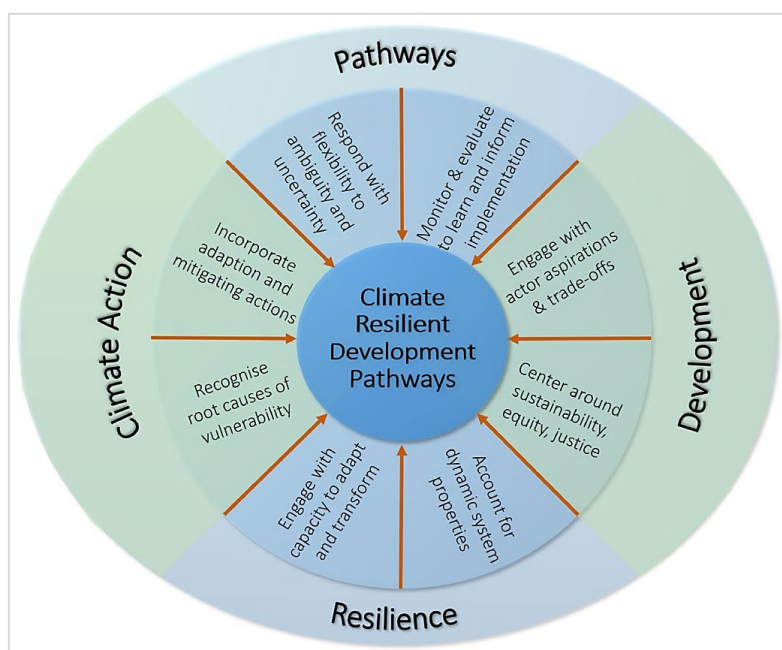 Pathways
Respond with
flexibility to
ambiguity and
uncertainty
Monitor & evaluate
to learn and inform
implementation
Incorporate
adaption and
mitigating actions
Engage with
actor aspirations
& trade-offs
Climate Action
Climate
Resilient
Development
Pathways
Development
Recognise
root causes of
vulnerability
Center around
sustainability,
equity, justice
Engage with
capacity to adapt
and transform
Account for
dynamic system
properties
Resilience